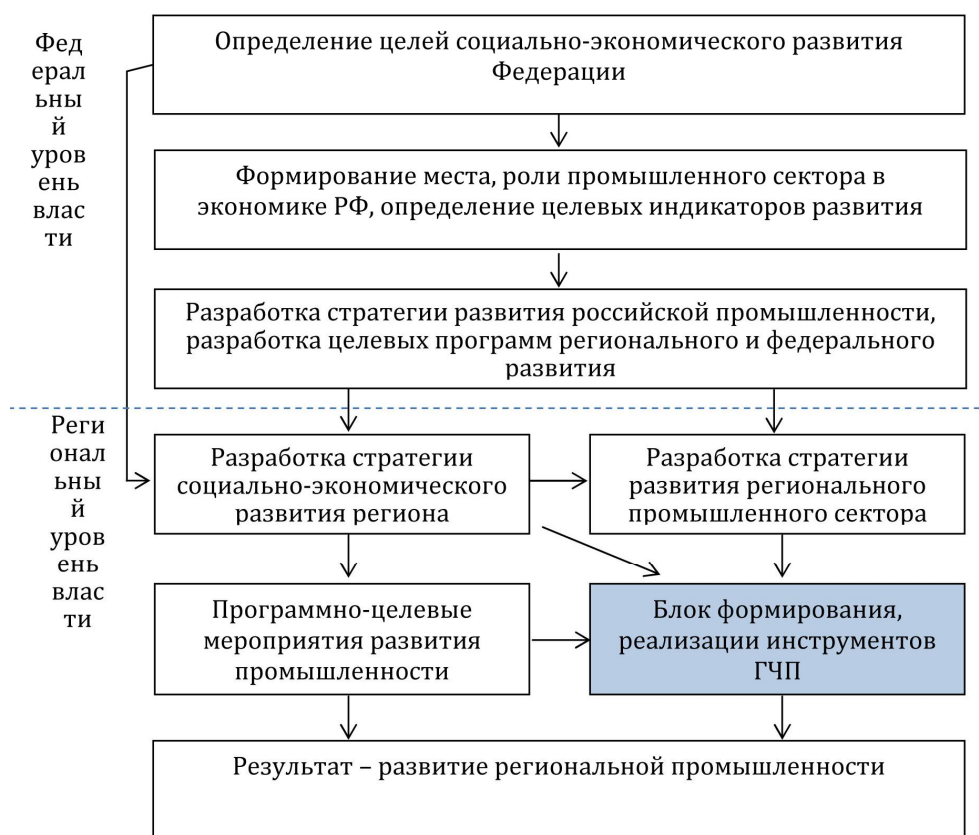 Фед
ерал
ьны
й
уров
ень
влас
ти
Определение целей социально-экономического развития
Федерации
Формирование места, роли промышленного сектора в
экономике РФ, определение целевых индикаторов развития
Разработка стратегии развития российской промышленности,
разработка целевых программ регионального и федерального
развития
Реги
ональ
ный
й
уров
ень
влас
ти
Разработка стратегии
социально-экономического
развития региона
Разработка стратегии
развития регионального
промышленного сектора
Программно-целевые
мероприятия развития
промышленности
Блок формирования,
реализации инструментов
ГЧП
Результат – развитие региональной промышленности